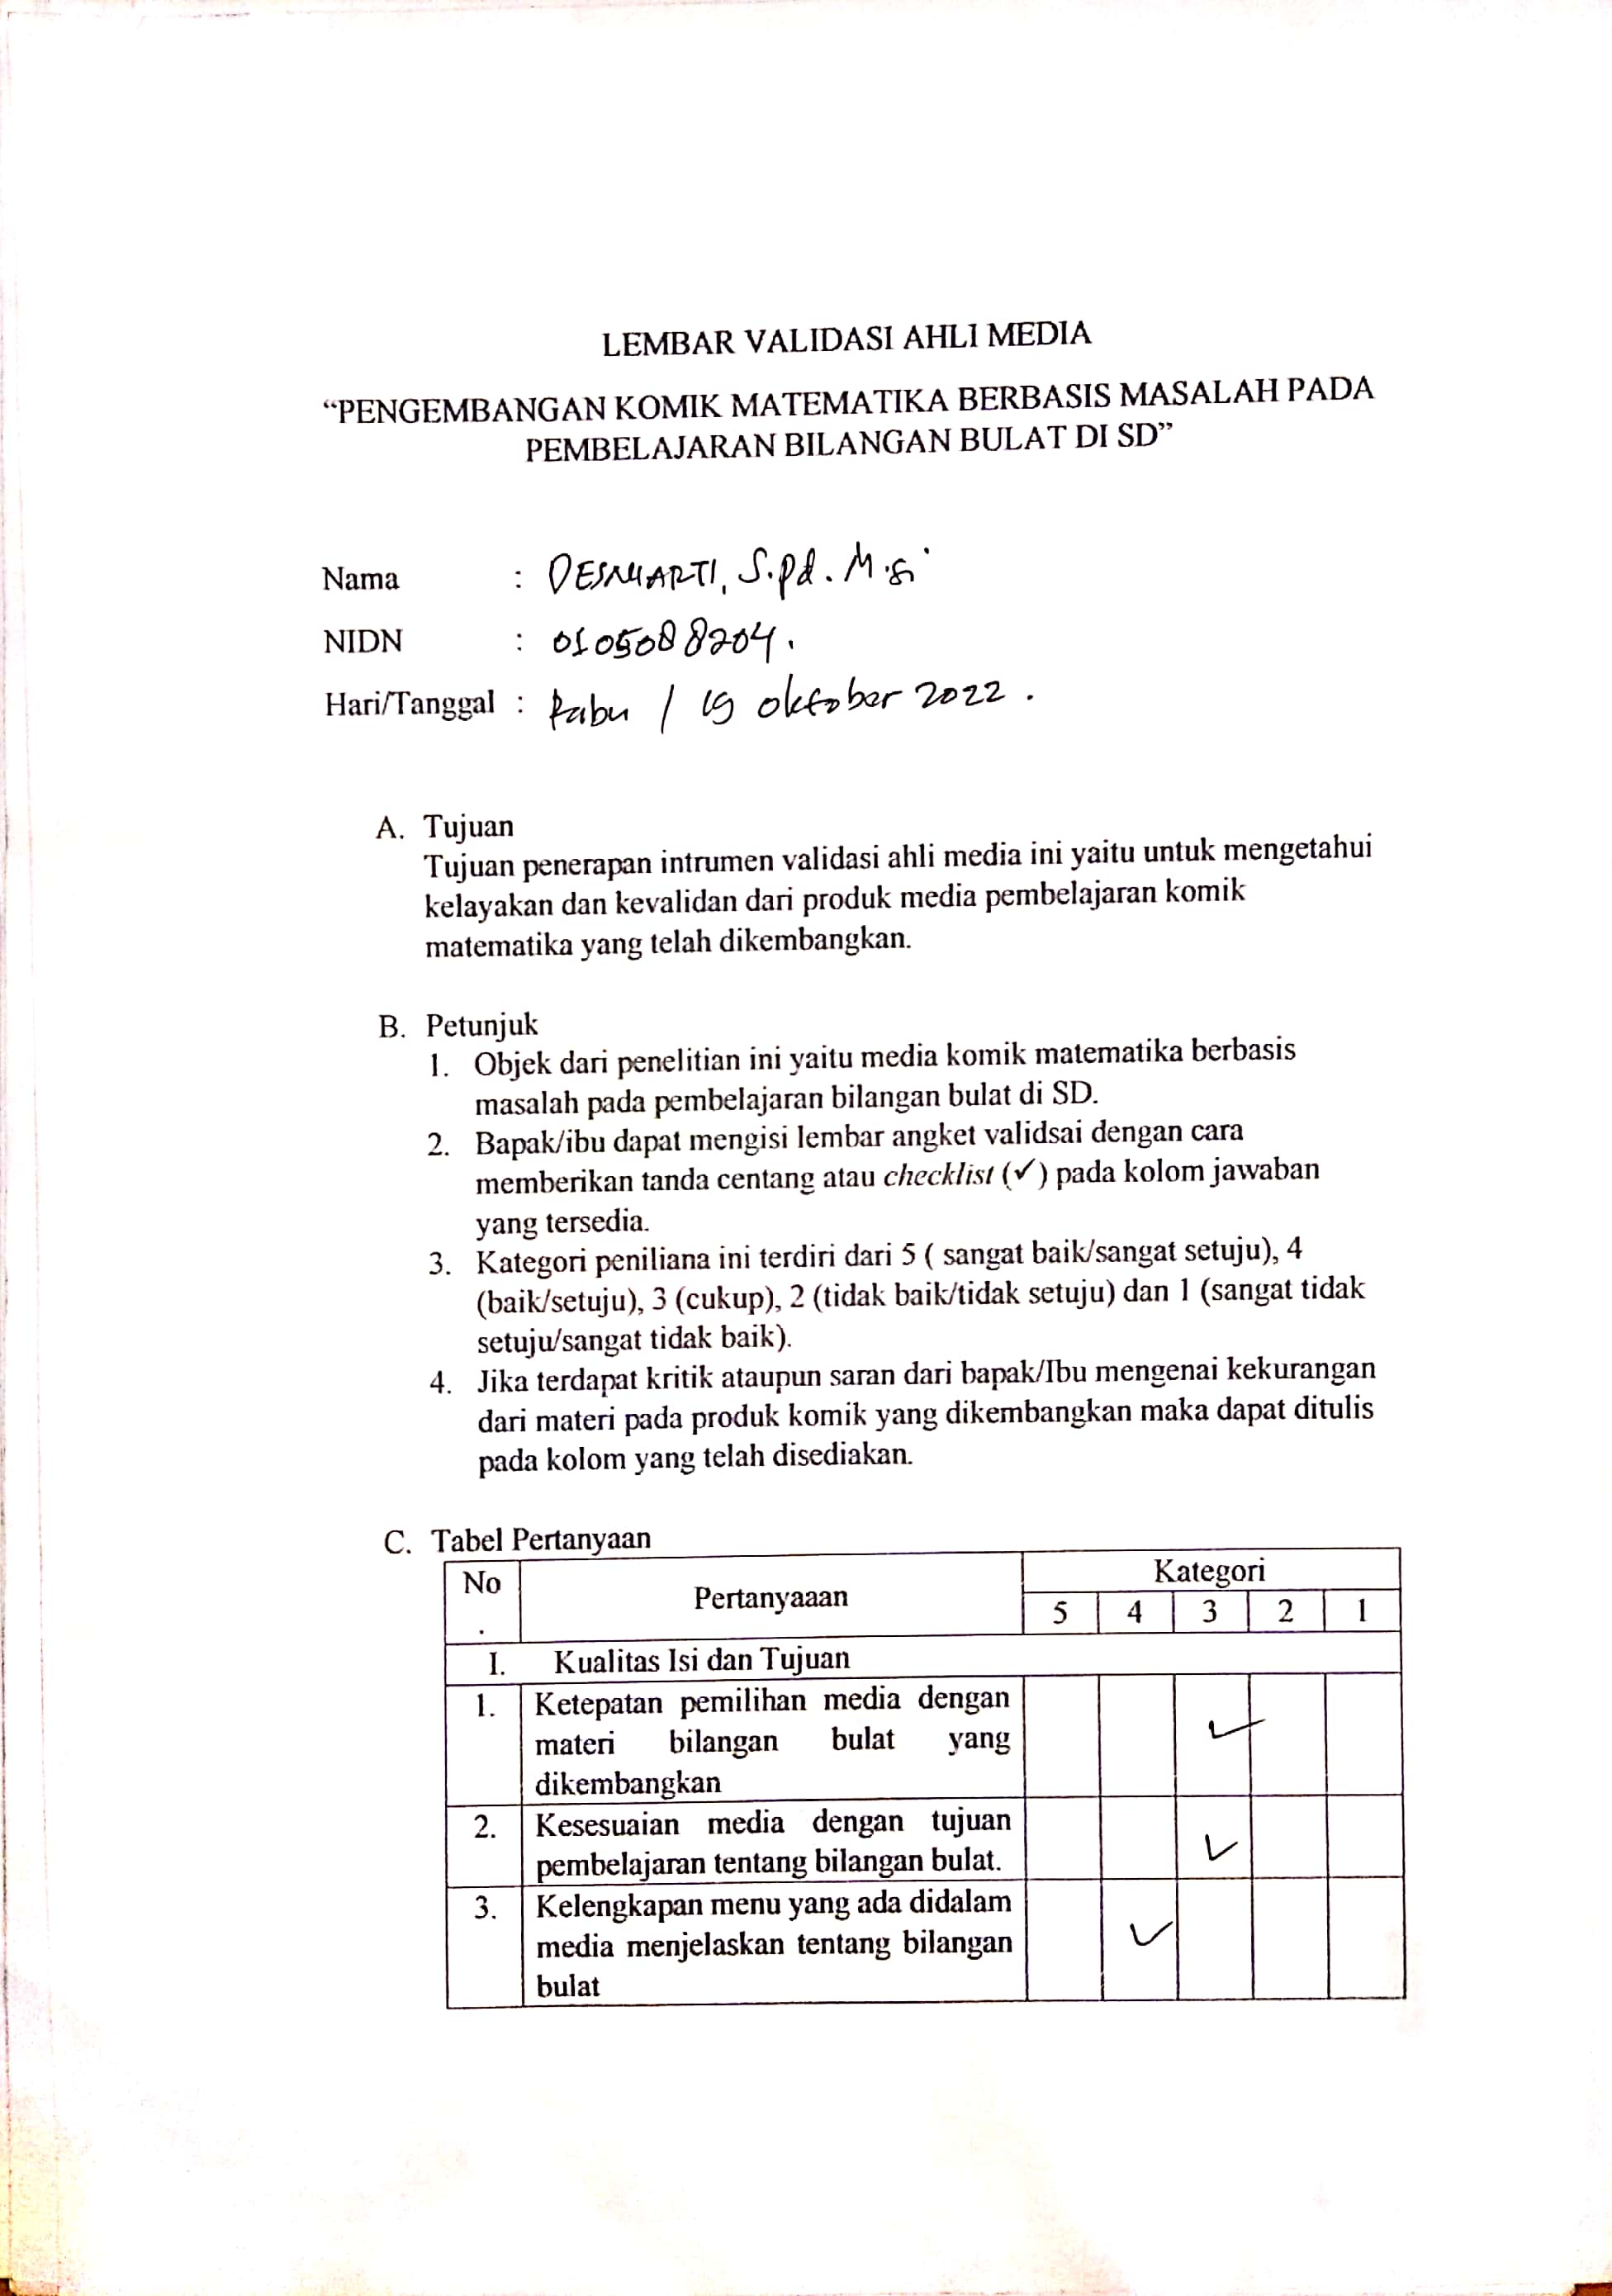 LEMBAR VALIDASI AHLI MEDIA
“PENGEMBANGAN KOMIK MATEMATIKA BERBASIS MASALAH PADA
PEMBELAJARAN BILANGAN BULAT DI SD”
Nama : DESMARTI, S.Pd. M.Si
NIDN : 0105088204.
Hari/Tanggal : Rabu / 19 oktober 2022.
A. Tujuan
Tujuan penerapan intrumen validasi ahli media ini yaitu untuk mengetahui
kelayakan dan kevalidan dari produk media pembelajaran komik
matematika yang telah dikembangkan.
B. Petunjuk
1. Objek dari penelitian ini yaitu media komik matematika berbasis
masalah pada pembelajaran bilangan bulat di SD.
2. Bapak/ibu dapat mengisi lembar angket validsai dengan cara
memberikan tanda centang atau checklist (✓) pada kolom jawaban
yang tersedia.
3. Kategori peniliana ini terdiri dari 5 ( sangat baik/sangat setuju), 4
(baik/setuju), 3 (cukup), 2 (tidak baik/tidak setuju) dan 1 (sangat tidak
setuju/sangat tidak baik).
4. Jika terdapat kritik ataupun saran dari bapak/Ibu mengenai kekurangan
dari materi pada produk komik yang dikembangkan maka dapat ditulis
pada kolom yang telah disediakan.
C. Tabel Pertanyaan
No. Pertanyaaan Kategori
5 4 3 2 1
I. Kualitas Isi dan Tujuan
1. Ketepatan pemilihan media dengan
materi bilangan bulat yang ✓
dikembangkan
2. Kesesuaian media dengan tujuan
pembelajaran tentang bilangan bulat. ✓
3. Kelengkapan menu yang ada didalam
media menjelaskan tentang bilangan ✓
bulat